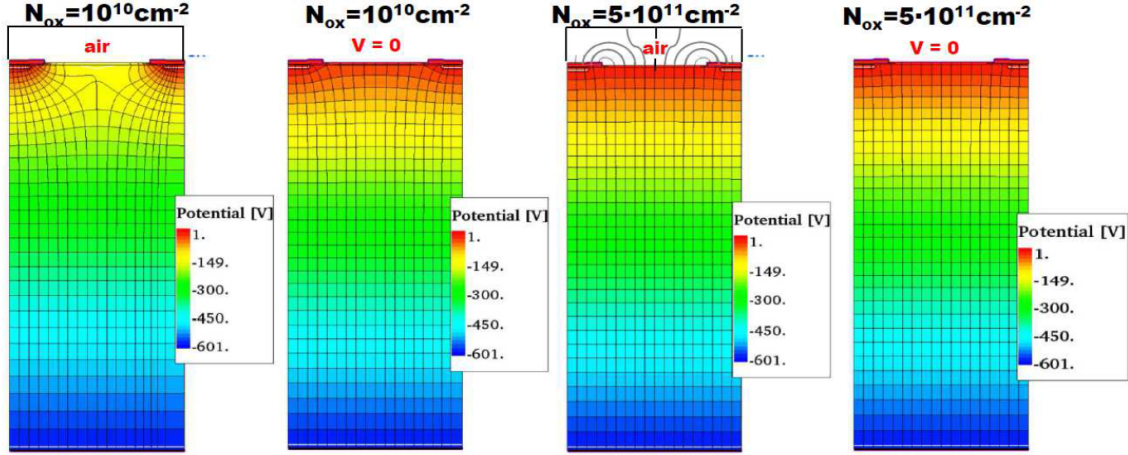 Nox=10¹⁰cm⁻²
air
Potential [V]
1.
-149.
-300.
-450.
-601.
Nox=10¹⁰cm⁻²
V = 0
Potential [V]
1.
-149.
-300.
-450.
-601.
Nox=5·10¹¹cm⁻²
air
Potential [V]
1.
-149.
-300.
-450.
-601.
Nox=5·10¹¹cm⁻²
V = 0
Potential [V]
1.
-149.
-300.
-450.
-601.